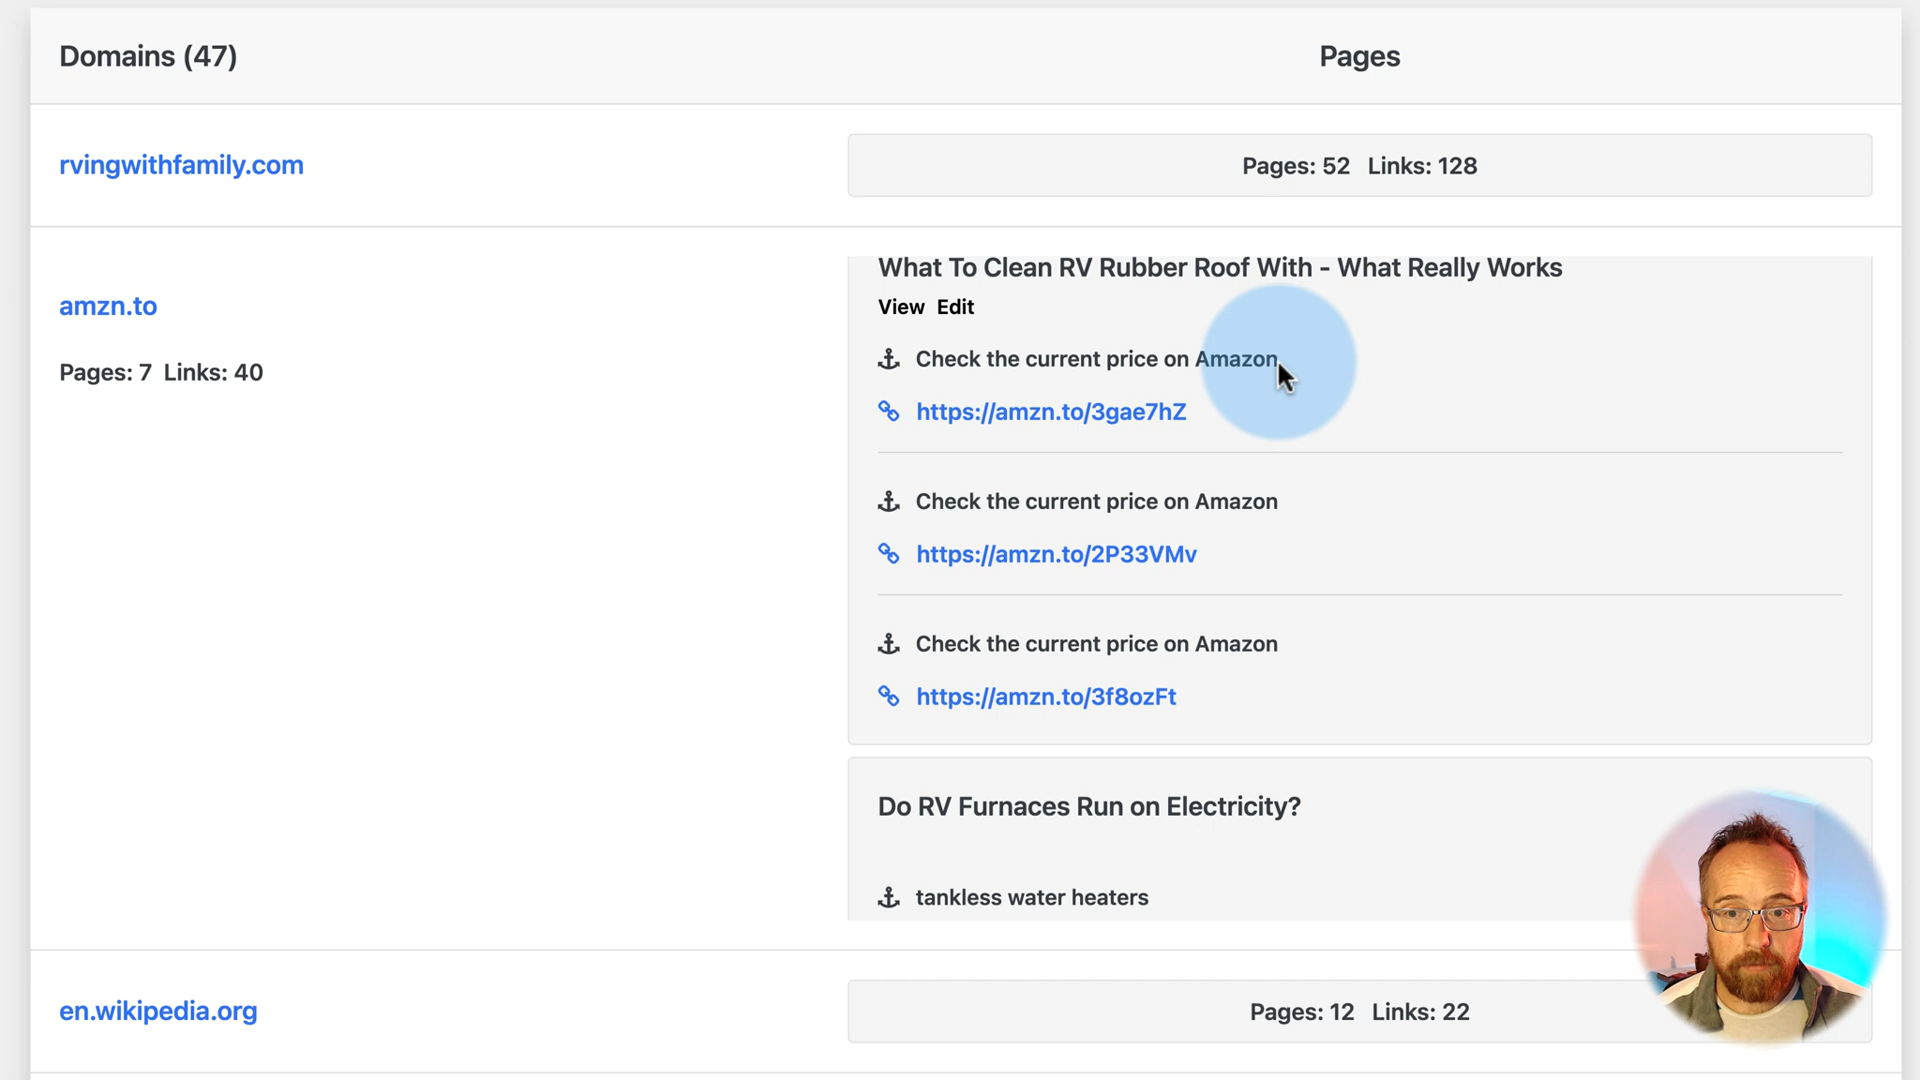 Domains (47)
Pages
rvingwithfamily.com
Pages: 52 Links: 128
amzn.to
Pages: 7 Links: 40
What To Clean RV Rubber Roof With - What Really Works
View Edit
Check the current price on Amazon
https://amzn.to/3gae7hZ
Check the current price on Amazon
https://amzn.to/2P33VMv
Check the current price on Amazon
https://amzn.to/3f8ozFt
Do RV Furnaces Run on Electricity?
tankless water heaters
en.wikipedia.org
Pages: 12 Links: 22